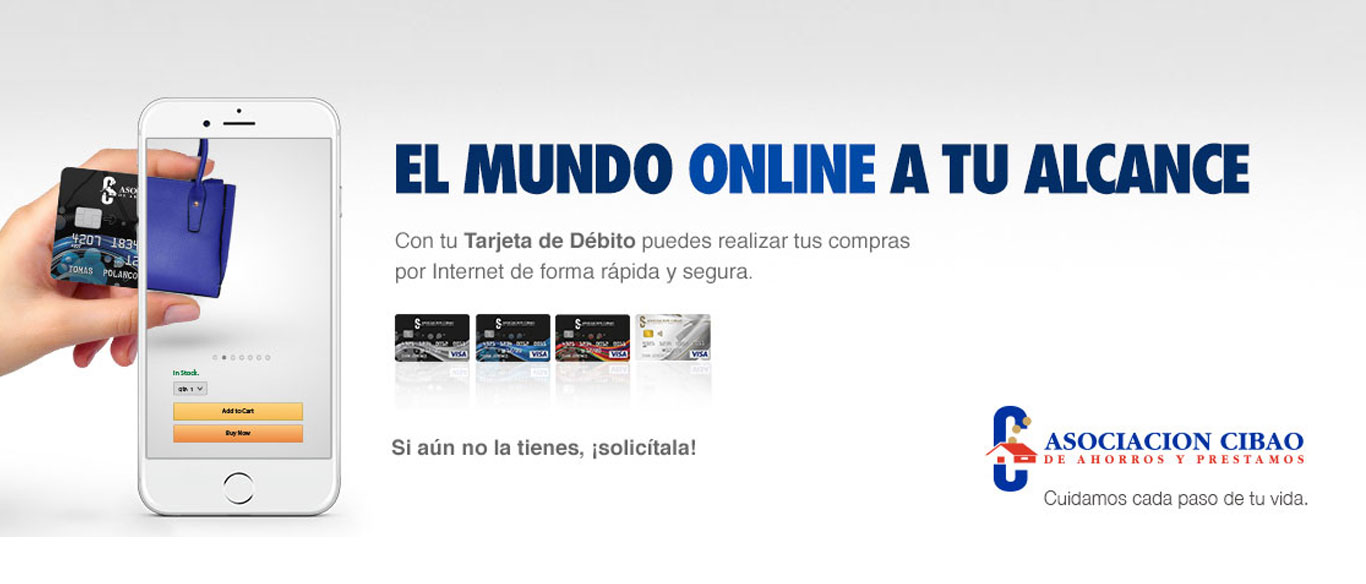 EL MUNDO ONLINE A TU ALCANCE
Con tu Tarjeta de Débito puedes realizar tus compras
por Internet de forma rápida y segura.
4207 1834
TOMAS POLANCO
In Stock.
Qty. 1
Add to Cart
Buy Now
VISA
VISA
VISA
VISA
Si aún no la tienes, ¡solicítala!
ASOCIACION CIBAO
DE AHORROS Y PRESTAMOS
Cuidamos cada paso de tu vida.